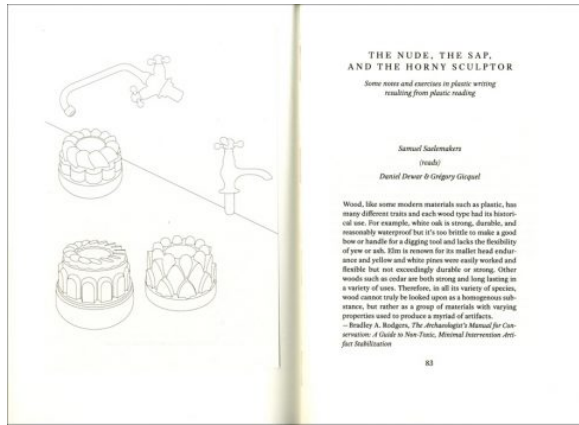 THE NUDE, THE SAP,
AND THE HORNY SCULPTOR
Some notes and exercises in plastic writing
resulting from plastic reading
Samuel Saelemakers
(reads)
Daniel Dewar & Grégory Gicquel
Wood, like some modern materials such as plastic, has
many different traits and each wood type had its histori-
cal use. For example, white oak is strong, durable, and
reasonably waterproof but it's too brittle to make a good
bow or handle for a digging tool and lacks the flexibility
of yew or ash. Elm is renown for its mallet head endur-
ance and yellow and white pines were easily worked and
flexible but not exceedingly durable or strong. Other
woods such as cedar are both strong and long lasting in
a variety of uses. Therefore, in all its variety of species,
wood cannot truly be looked upon as a homogenous sub-
stance, but rather as a group of materials with varying
properties used to produce a myriad of artifacts.
— Bradley A. Rodgers, The Archaeologist's Manual for Con-
servation: A Guide to Non-Toxic, Minimal Intervention Arti-
fact Stabilization
83